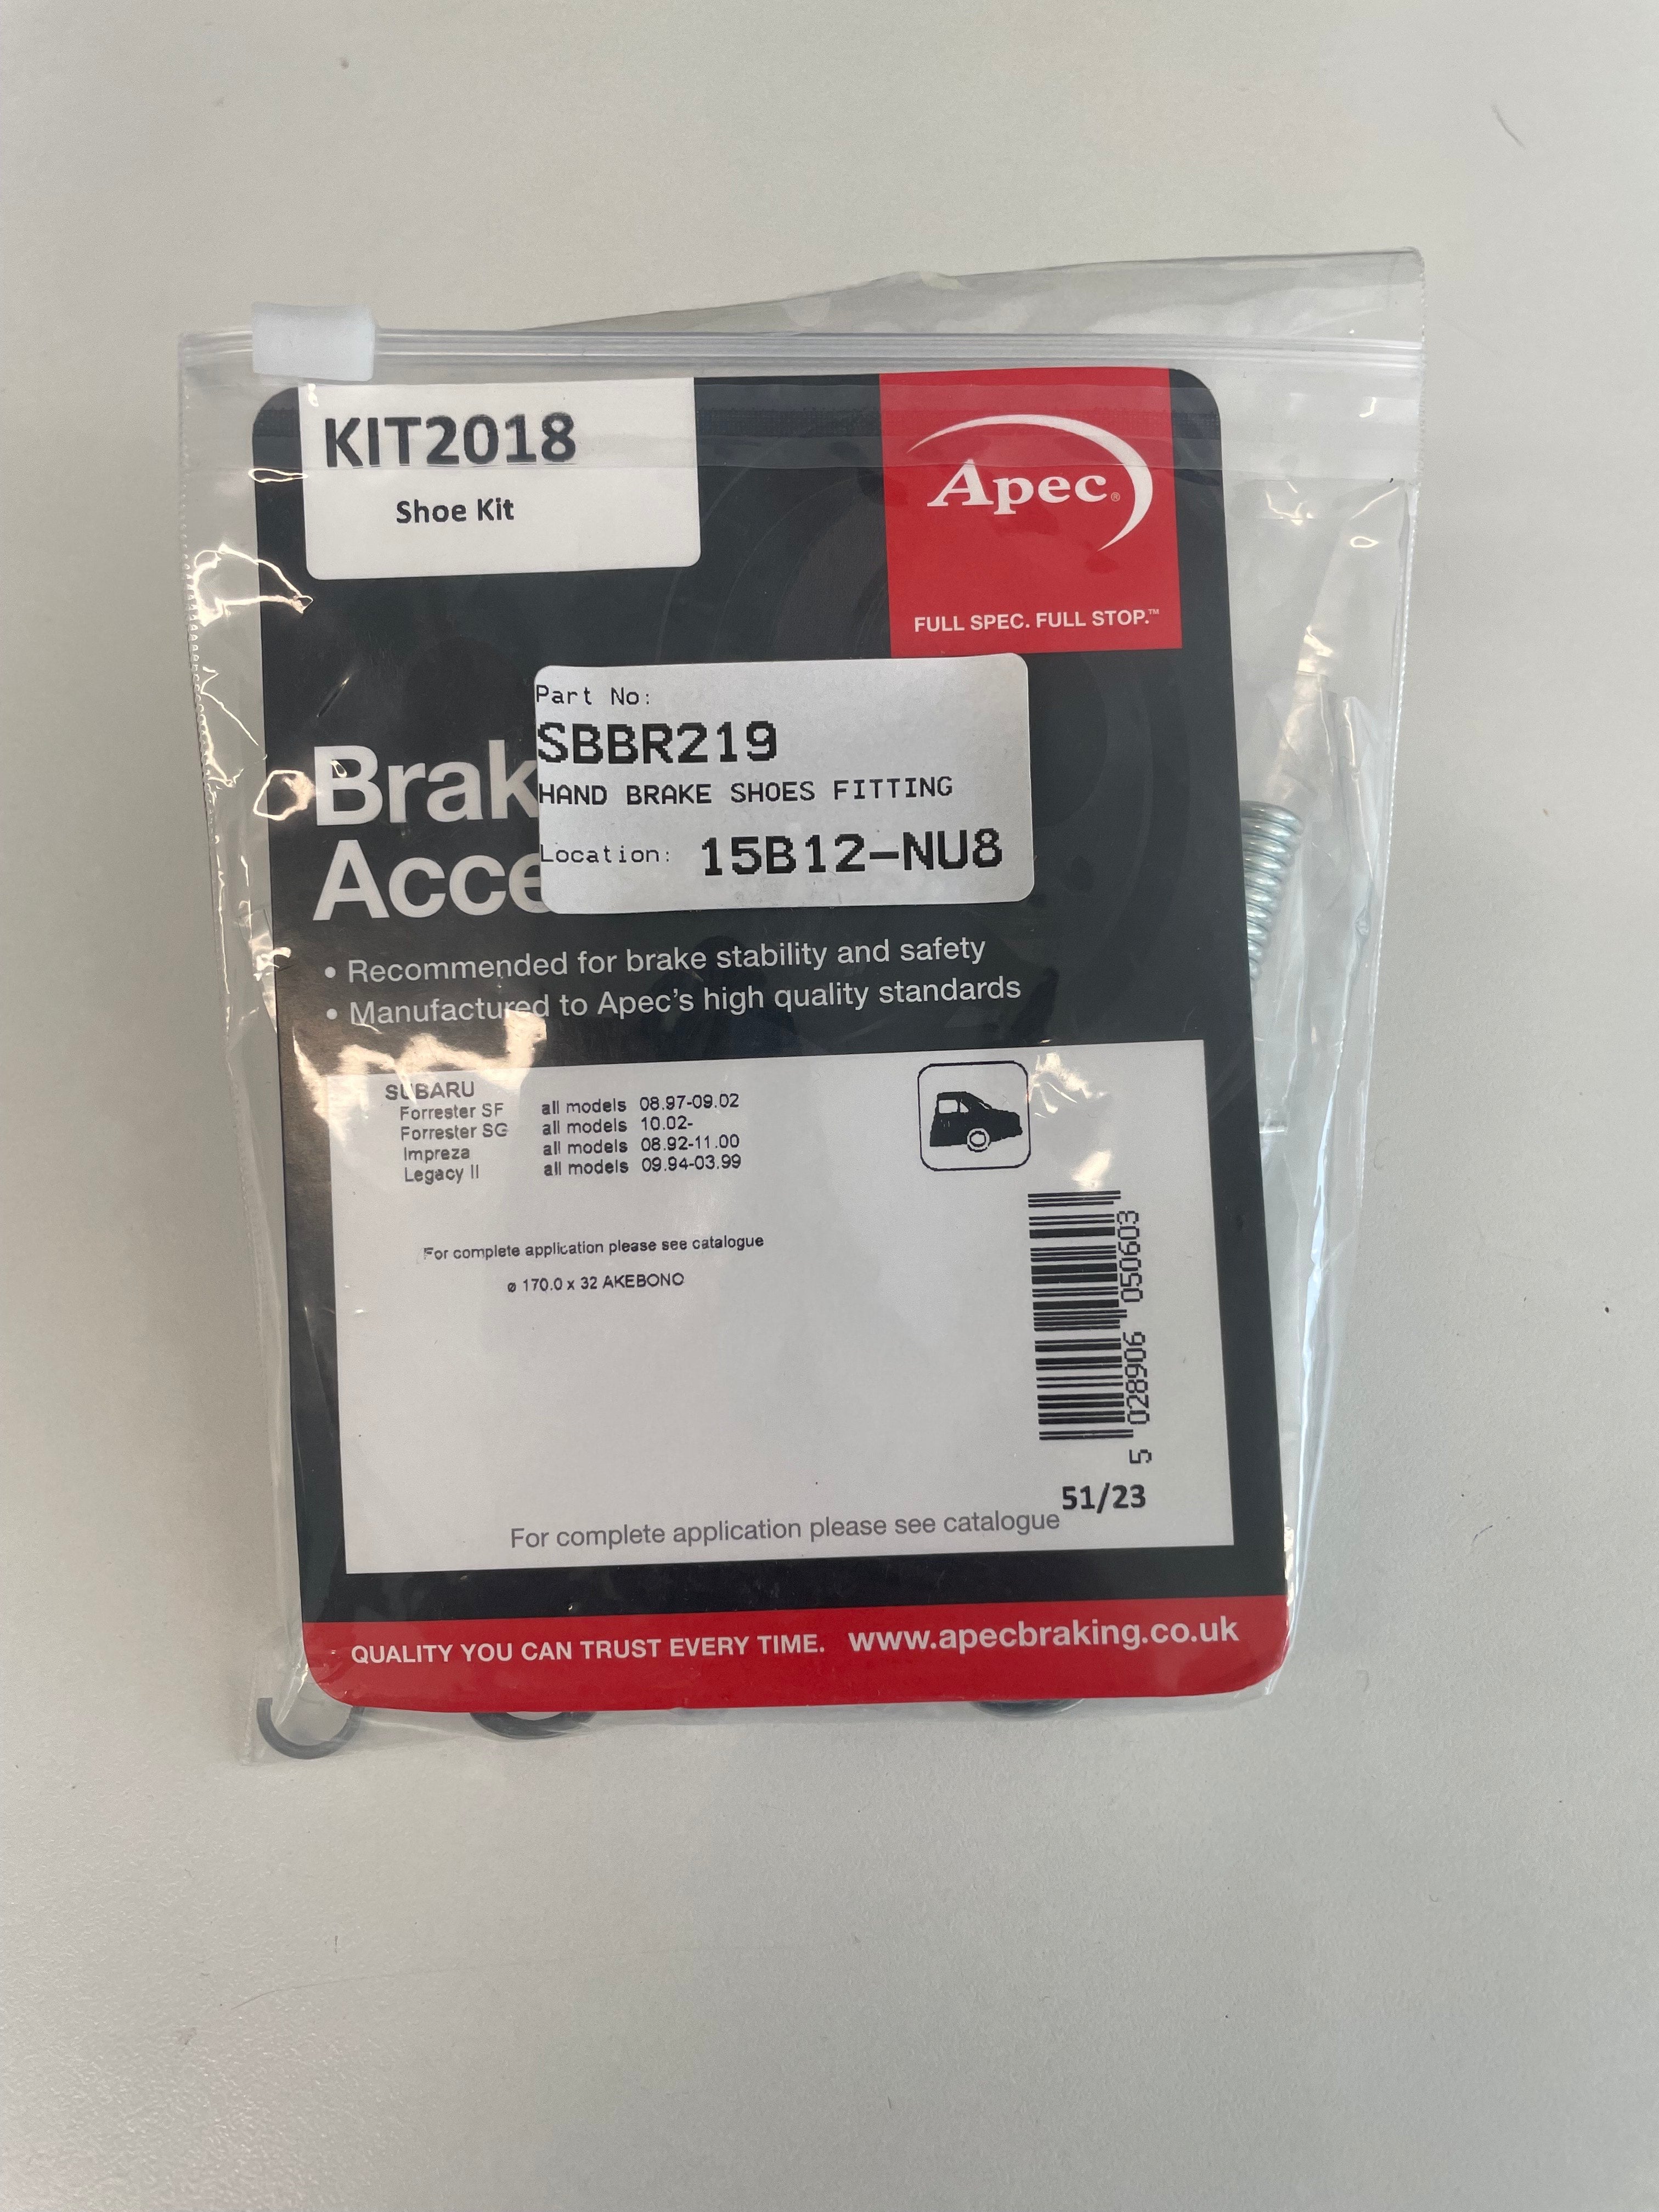 KIT2018
Shoe Kit
Apec®
FULL SPEC. FULL STOP.™
Part No:
SBBR219
HAND BRAKE SHOES FITTING
Location: 15B12-NU8
Brak
Acce
• Recommended for brake stability and safety
• Manufactured to Apec's high quality standards
SUBARU
Forrester SF all models 08.97-09.02
Forrester SG all models 10.02-
Impreza all models 08.92-11.00
Legacy II all models 09.94-03.99
For complete application please see catalogue
ø 170.0 x 32 AKEBONO
5 028906 050603
51/23
For complete application please see catalogue
QUALITY YOU CAN TRUST EVERY TIME. www.apecbraking.co.uk